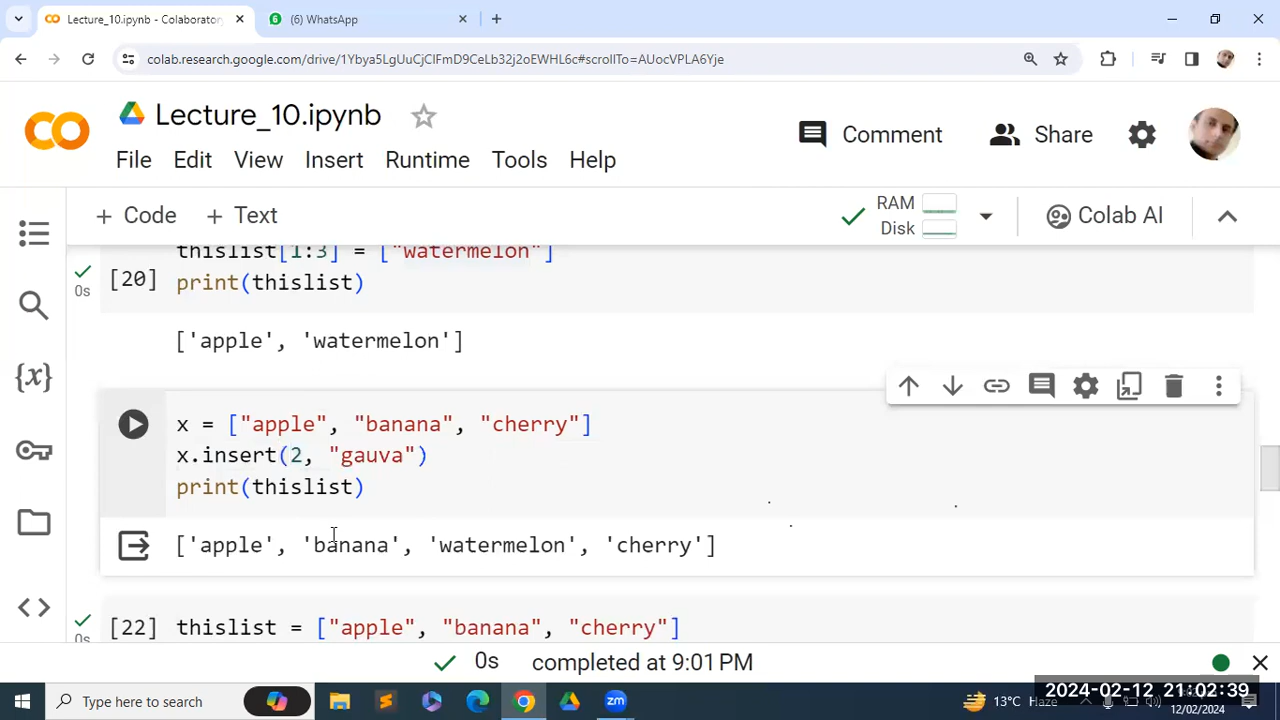 Lecture_10.ipynb - Colaboratory
(6) WhatsApp
colab.research.google.com/drive/1Ybya5LgUuCjCIFmD9CeLb32j2oEWHL6c#scrollTo=AUocVPLA6Yje
CO
Lecture_10.ipynb
Comment
Share
File Edit View Insert Runtime Tools Help
+ Code + Text
RAM
Disk
Colab AI
thislist[1:3] = ["watermelon"]
[20]
0s
print(thislist)
['apple', 'watermelon']
x = ["apple", "banana", "cherry"]
x.insert(2, "gauva")
print(thislist)
['apple', 'banana', 'watermelon', 'cherry']
[22] thislist = ["apple", "banana", "cherry"]
0s
{x}
0s completed at 9:01 PM
Type here to search
zm
13°C Haze
2024-02-12 21:02:39
12/02/2024